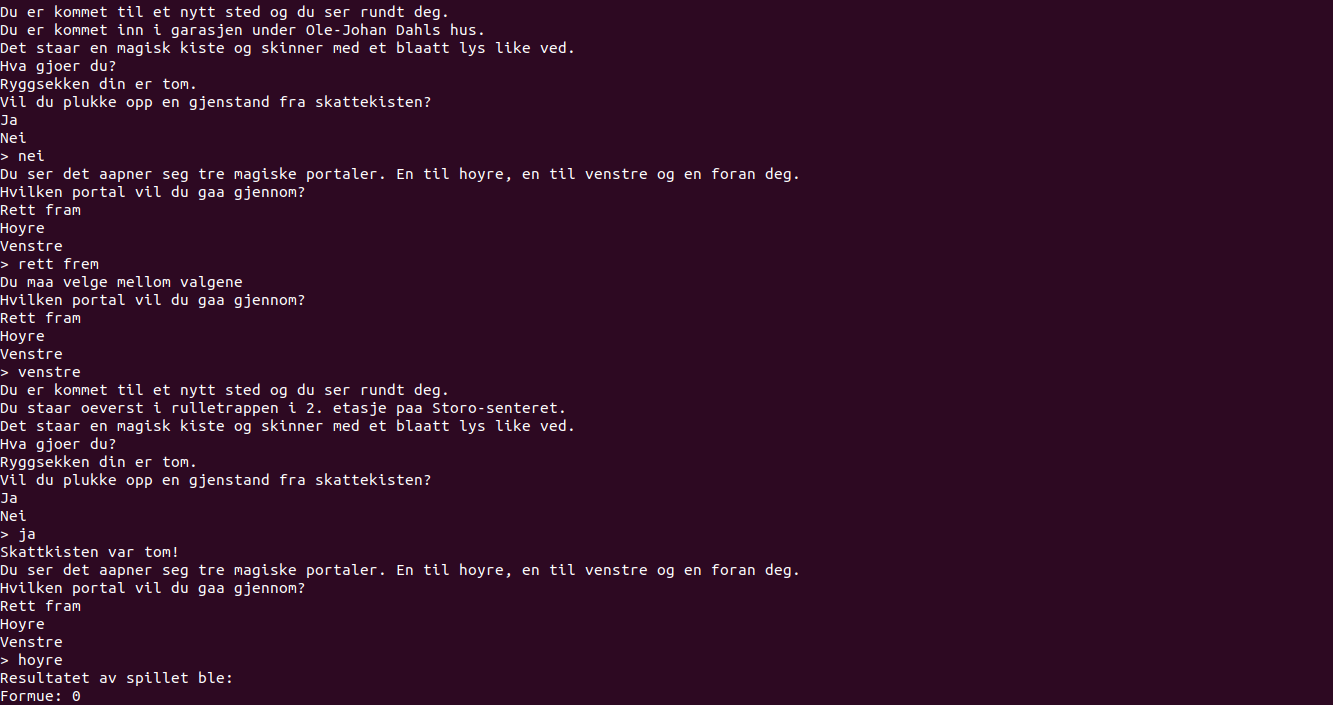 Du er kommet til et nytt sted og du ser rundt deg.
Du er kommet inn i garasjen under Ole-Johan Dahls hus.
Det staar en magisk kiste og skinner med et blaatt lys like ved.
Hva gjoer du?
Ryggsekken din er tom.
Vil du plukke opp en gjenstand fra skattekisten?
Ja
Nei
> nei
Du ser det aapner seg tre magiske portaler. En til hoyre, en til venstre og en foran deg.
Hvilken portal vil du gaa gjennom?
Rett fram
Hoyre
Venstre
> rett frem
Du maa velge mellom valgene
Hvilken portal vil du gaa gjennom?
Rett fram
Hoyre
Venstre
> venstre
Du er kommet til et nytt sted og du ser rundt deg.
Du staar oeverst i rulletrappen i 2. etasje paa Storo-senteret.
Det staar en magisk kiste og skinner med et blaatt lys like ved.
Hva gjoer du?
Ryggsekken din er tom.
Vil du plukke opp en gjenstand fra skattekisten?
Ja
Nei
> ja
Skattkisten var tom!
Du ser det aapner seg tre magiske portaler. En til hoyre, en til venstre og en foran deg.
Hvilken portal vil du gaa gjennom?
Rett fram
Hoyre
Venstre
> hoyre
Resultatet av spillet ble:
Formue: 0